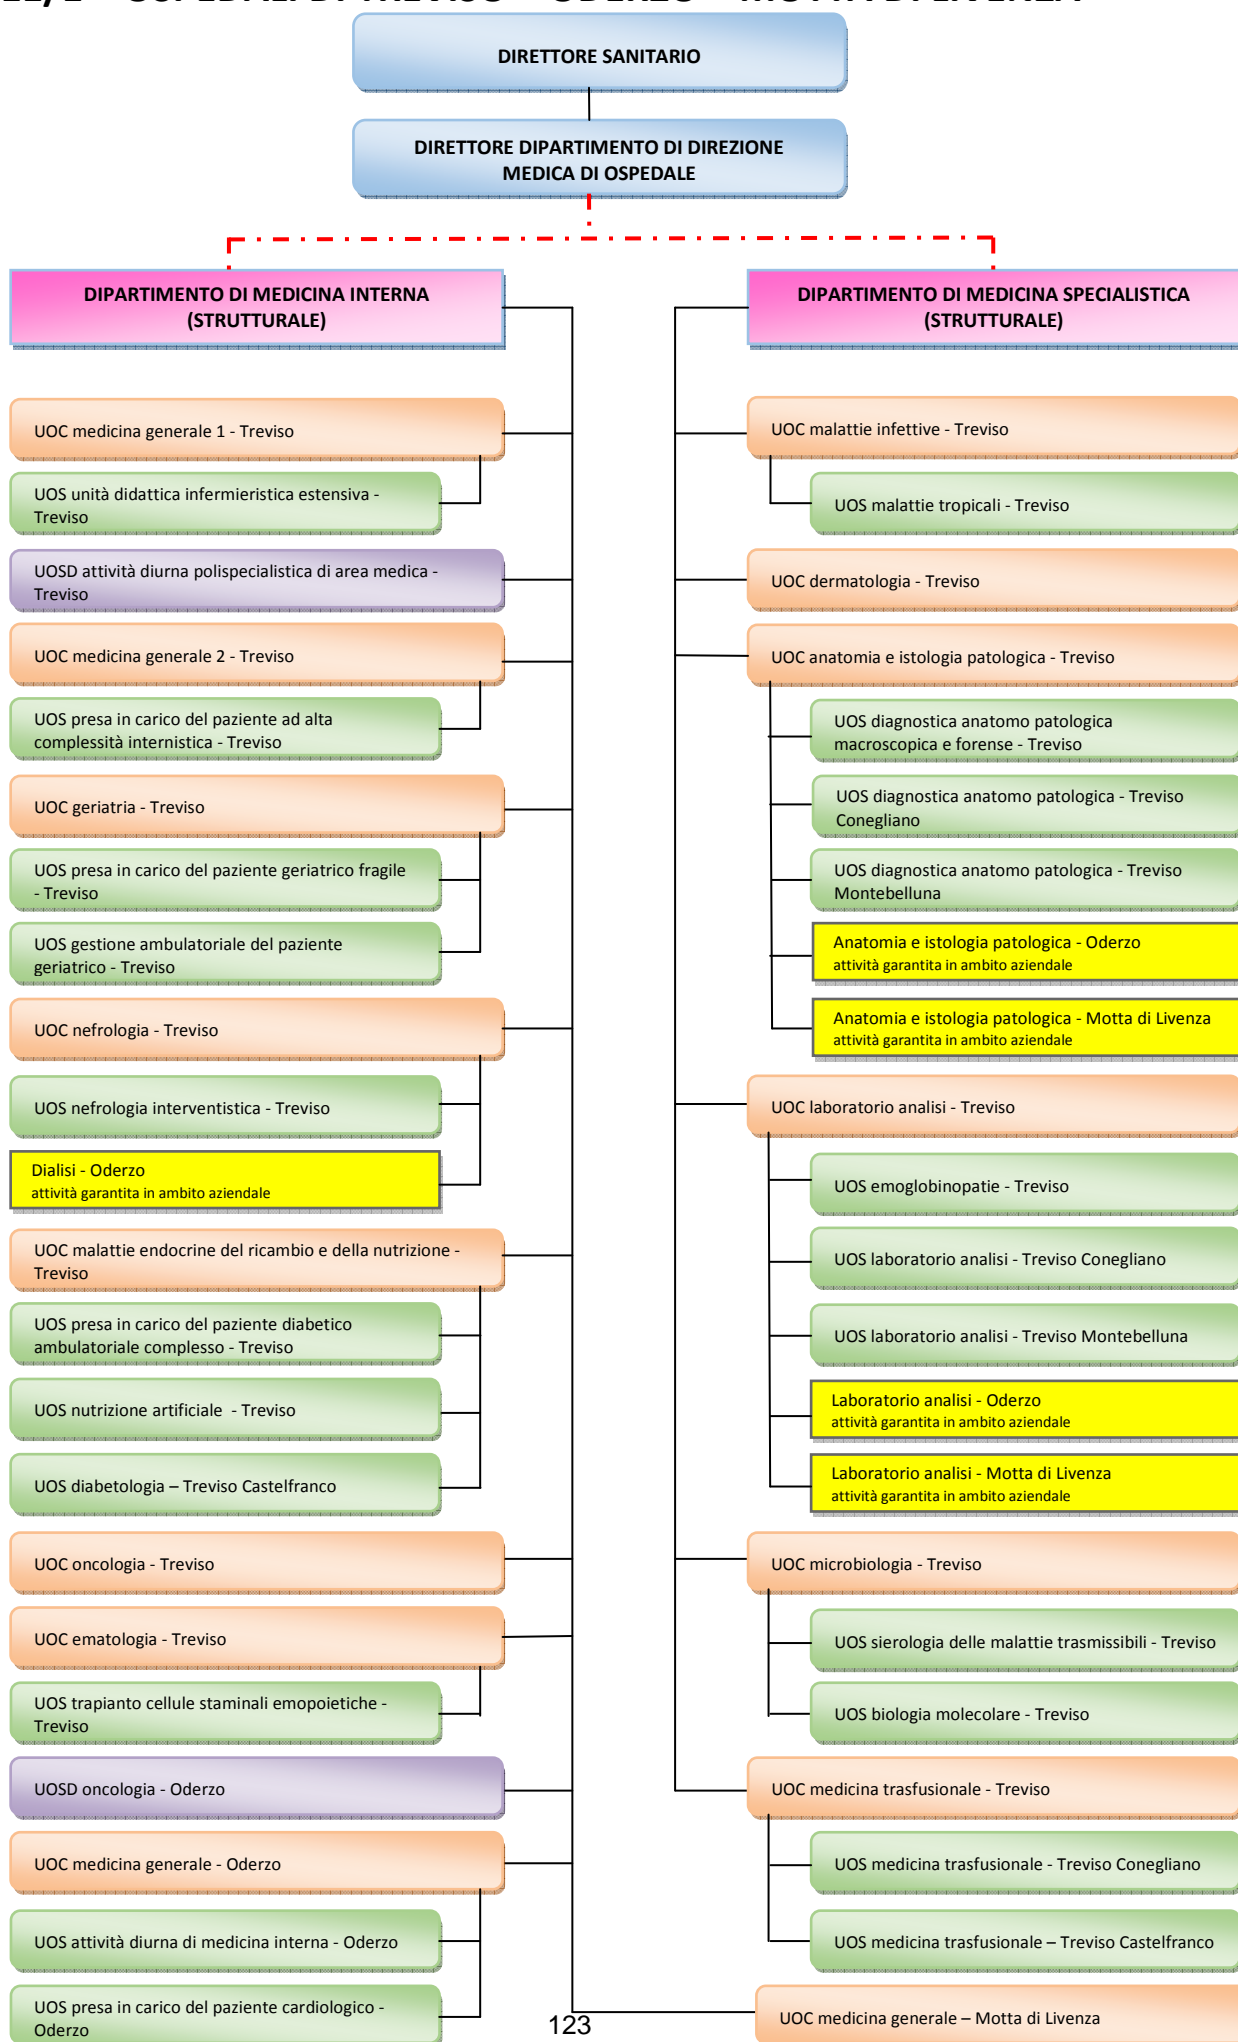 DIRETTORE SANITARIO
DIRETTORE DIPARTIMENTO DI DIREZIONE
MEDICA DI OSPEDALE
DIPARTIMENTO DI MEDICINA INTERNA
(STRUTTURALE)
UOC medicina generale 1 - Treviso
UOS unità didattica infermieristica estensiva -
Treviso
UOSD attività diurna polispecialistica di area medica -
Treviso
UOC medicina generale 2 - Treviso
UOS presa in carico del paziente ad alta
complessità internistica - Treviso
UOC geriatria - Treviso
UOS presa in carico del paziente geriatrico fragile
- Treviso
UOS gestione ambulatoriale del paziente
geriatrico - Treviso
UOC nefrologia - Treviso
UOS nefrologia interventistica - Treviso
Dialisi - Oderzo
attività garantita in ambito aziendale
UOC malattie endocrine del ricambio e della nutrizione -
Treviso
UOS presa in carico del paziente diabetico
ambulatoriale complesso - Treviso
UOS nutrizione artificiale - Treviso
UOS diabetologia – Treviso Castelfranco
UOC oncologia - Treviso
UOC ematologia - Treviso
UOS trapianto cellule staminali emopoietiche -
Treviso
UOSD oncologia - Oderzo
UOC medicina generale - Oderzo
UOS attività diurna di medicina interna - Oderzo
UOS presa in carico del paziente cardiologico -
Oderzo
DIPARTIMENTO DI MEDICINA SPECIALISTICA
(STRUTTURALE)
UOC malattie infettive - Treviso
UOS malattie tropicali - Treviso
UOC dermatologia - Treviso
UOC anatomia e istologia patologica - Treviso
UOS diagnostica anatomo patologica
macroscopica e forense - Treviso
UOS diagnostica anatomo patologica - Treviso
Conegliano
UOS diagnostica anatomo patologica - Treviso
Montebelluna
Anatomia e istologia patologica - Oderzo
attività garantita in ambito aziendale
Anatomia e istologia patologica - Motta di Livenza
attività garantita in ambito aziendale
UOC laboratorio analisi - Treviso
UOS emoglobinopatie - Treviso
UOS laboratorio analisi - Treviso Conegliano
UOS laboratorio analisi - Treviso Montebelluna
Laboratorio analisi - Oderzo
attività garantita in ambito aziendale
Laboratorio analisi - Motta di Livenza
attività garantita in ambito aziendale
UOC microbiologia - Treviso
UOS sierologia delle malattie trasmissibili - Treviso
UOS biologia molecolare - Treviso
UOC medicina trasfusionale - Treviso
UOS medicina trasfusionale - Treviso Conegliano
UOS medicina trasfusionale – Treviso Castelfranco
UOC medicina generale – Motta di Livenza
123